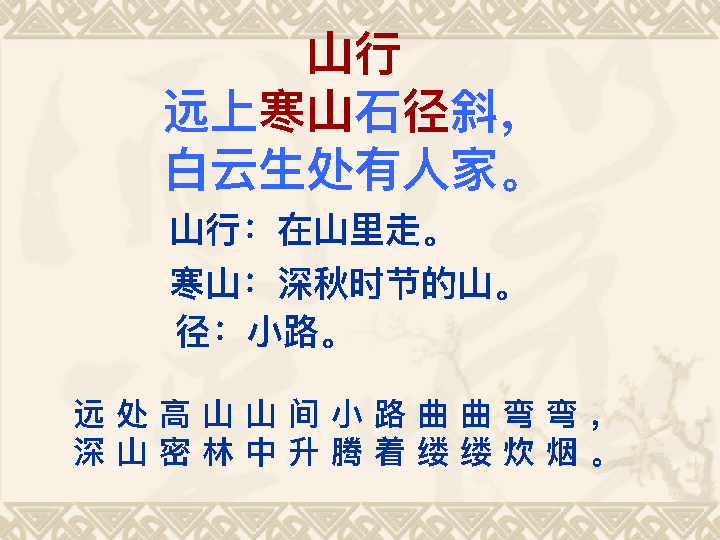 山行
远上寒山石径斜，
白云生处有人家。
山行：在山里走。
寒山：深秋时节的山。
径：小路。
远处高山山间小路曲曲弯弯，
深山密林中升腾着缕缕炊烟。